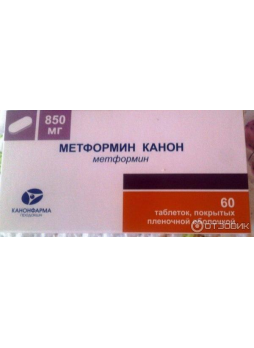 850
мг
МЕТФОРМИН КАНОН
метформин
КАНОНФАРМА
60
таблеток, покрытых
пленочной оболочкой
ОТЗОВИК